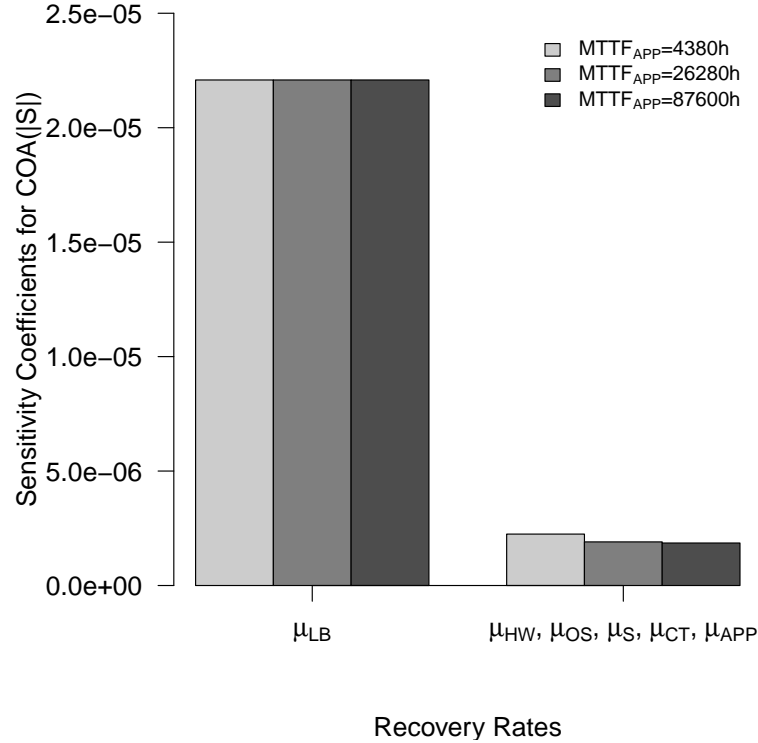 Sensitivity Coefficients for COA(|S|)
2.5e−05
2.0e−05
1.5e−05
1.0e−05
5.0e−06
0.0e+00
MTTF_APP=4380h
MTTF_APP=26280h
MTTF_APP=87600h
μ_LB
μ_HW, μ_OS, μ_S, μ_CT, μ_APP
Recovery Rates